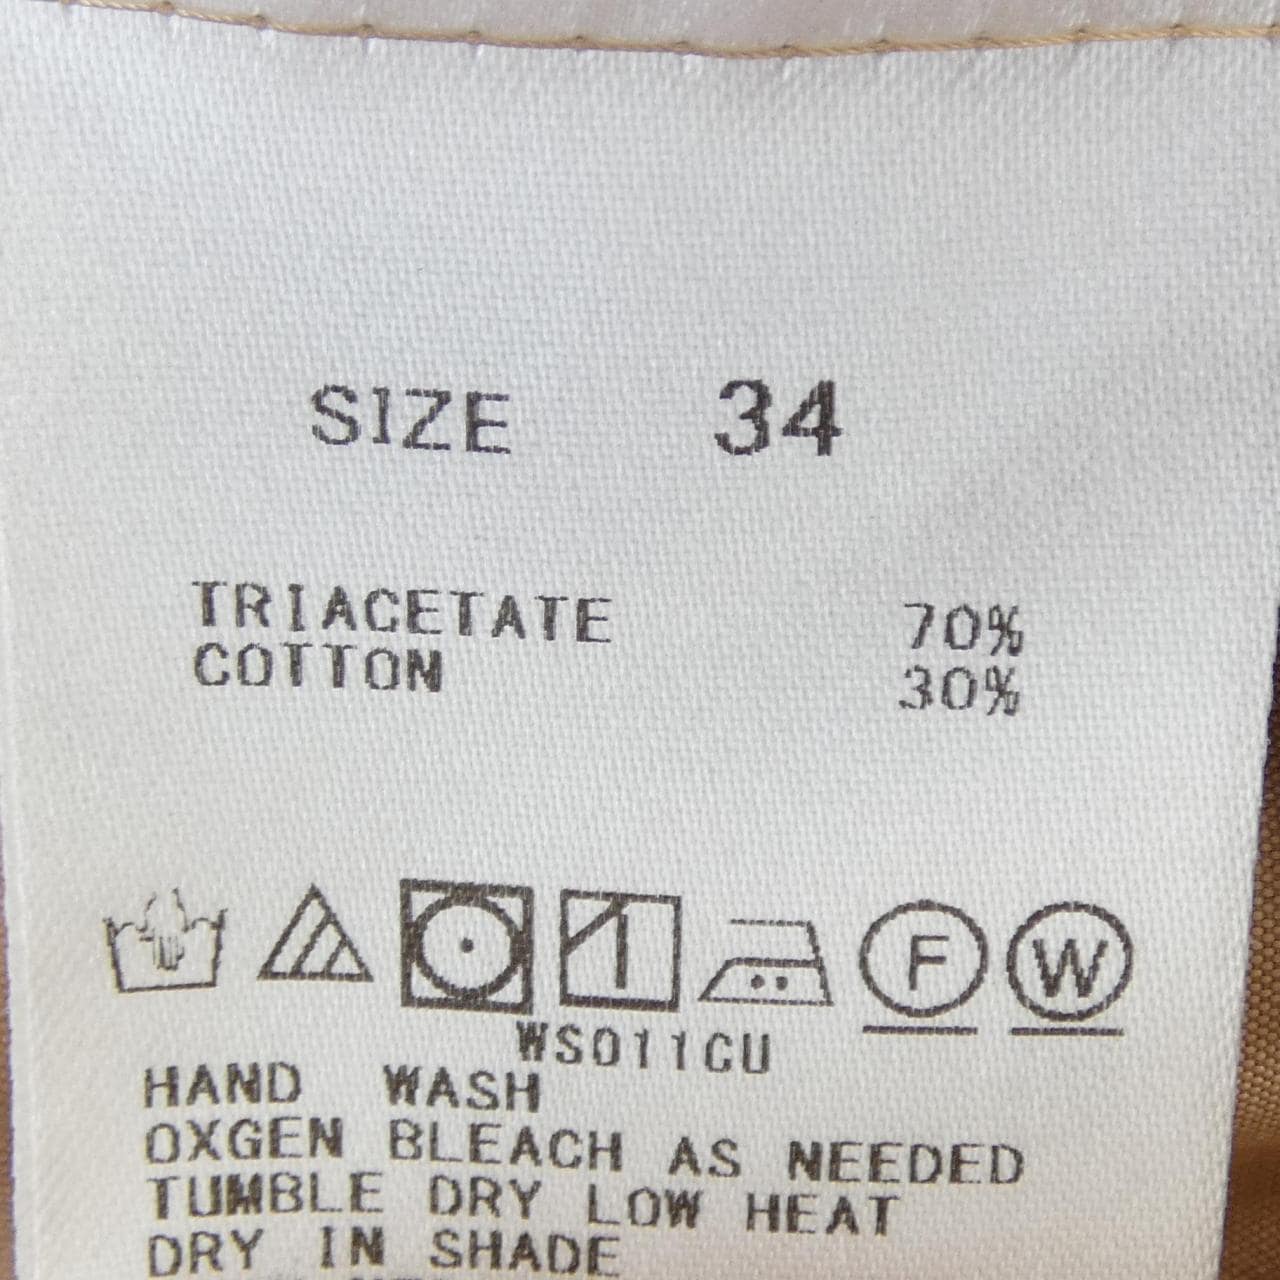 SIZE 34
TRIACETATE 70%
COTTON 30%
F W
WS011CU
HAND WASH
OXGEN BLEACH AS NEEDED
TUMBLE DRY LOW HEAT
DRY IN SHADE